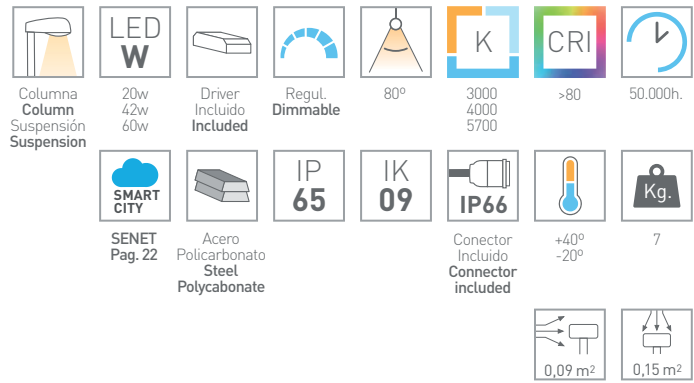 LED
W
K
CRI
Columna
Column
Suspensión
Suspension
20w
42w
60w
Driver
Incluido
Included
Regul.
Dimmable
80º
3000
4000
5700
>80
50.000h.
SMART
CITY
IP
65
IK
09
IP66
Kg.
SENET
Pag. 22
Acero
Policarbonato
Steel
Polycabonate
Conector
Incluido
Connector
included
+40º
-20º
7
0,09 m²
0,15 m²